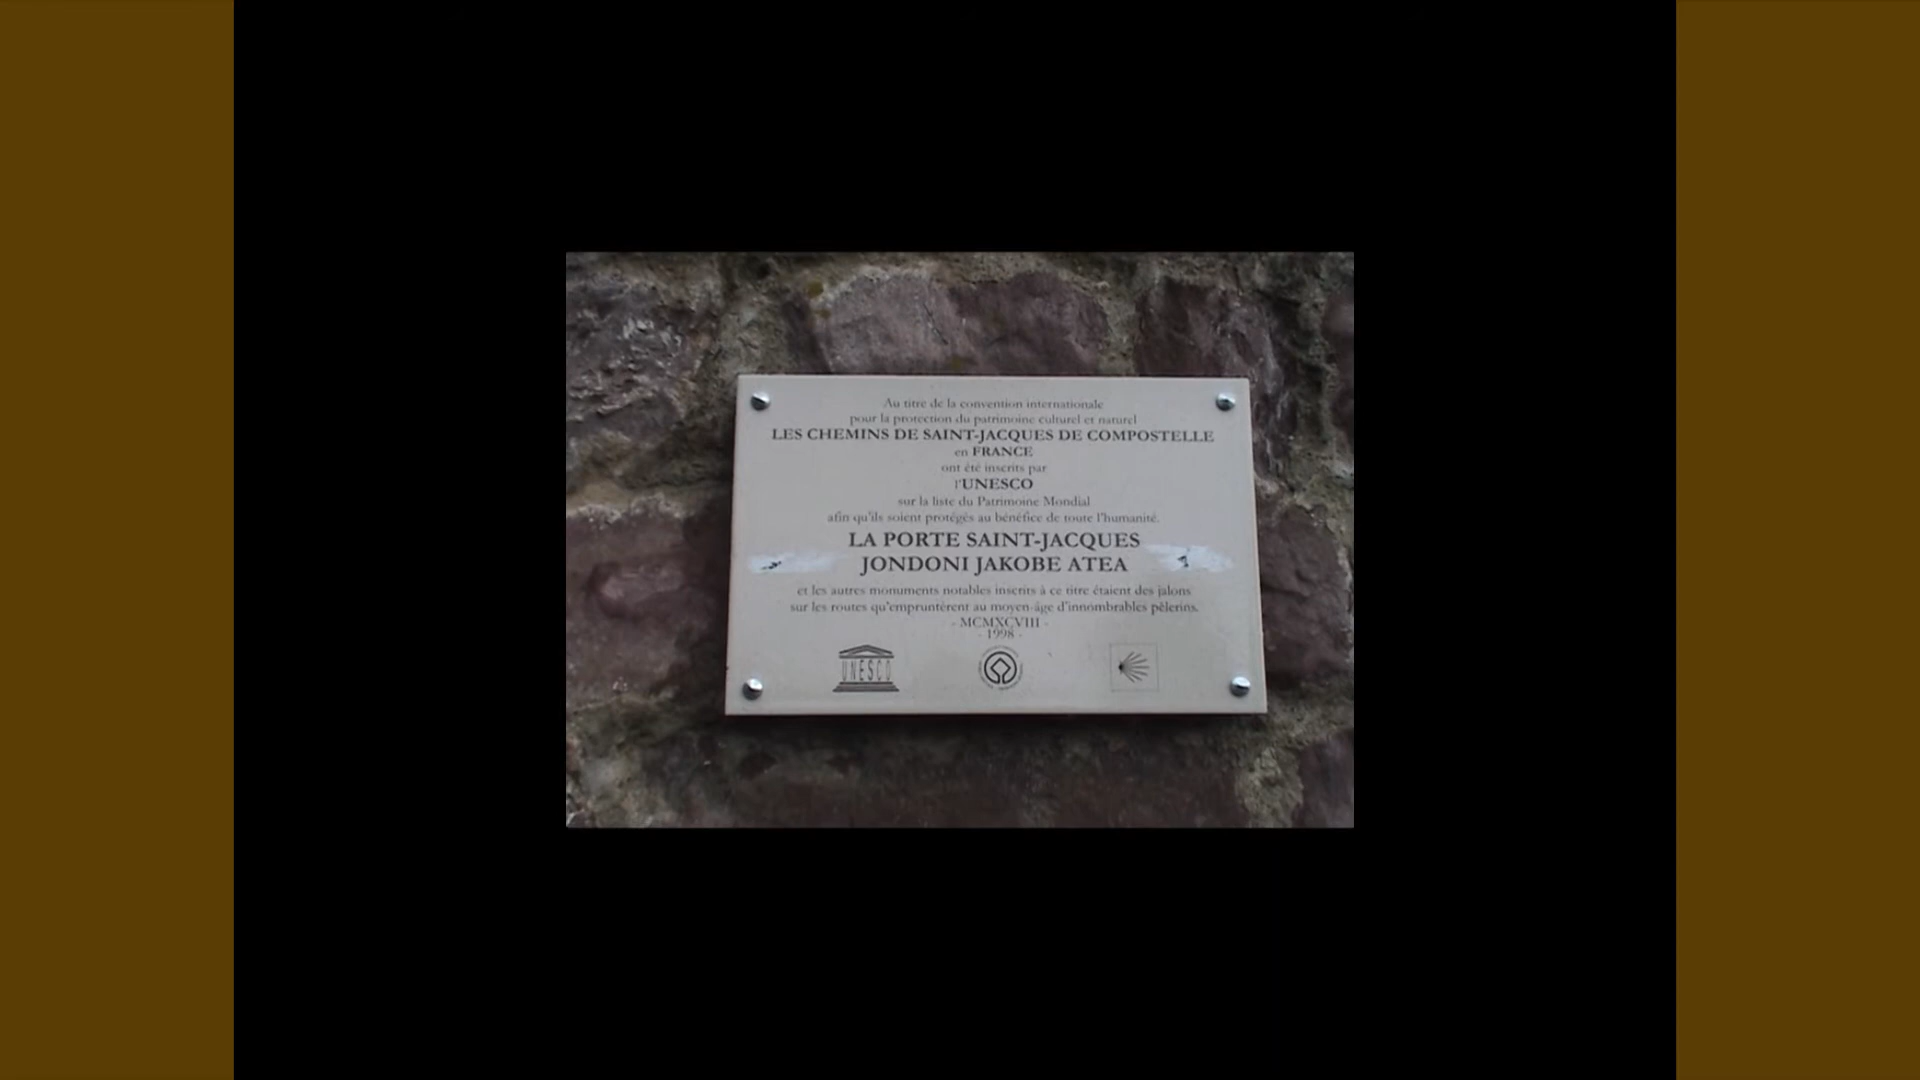 Au titre de la convention internationale
pour la protection du patrimoine culturel et naturel
LES CHEMINS DE SAINT-JACQUES DE COMPOSTELLE
en FRANCE
ont été inscrits par
l'UNESCO
sur la liste du Patrimoine Mondial
afin qu'ils soient protégés au bénéfice de toute l'humanité.
LA PORTE SAINT-JACQUES
JONDONI JAKOBE ATEA
et les autres monuments notables inscrits à ce titre étaient des jalons
sur les routes qu'empruntèrent au moyen-âge d'innombrables pèlerins.
- MCMXCVIII -
- 1998 -
UNESCO